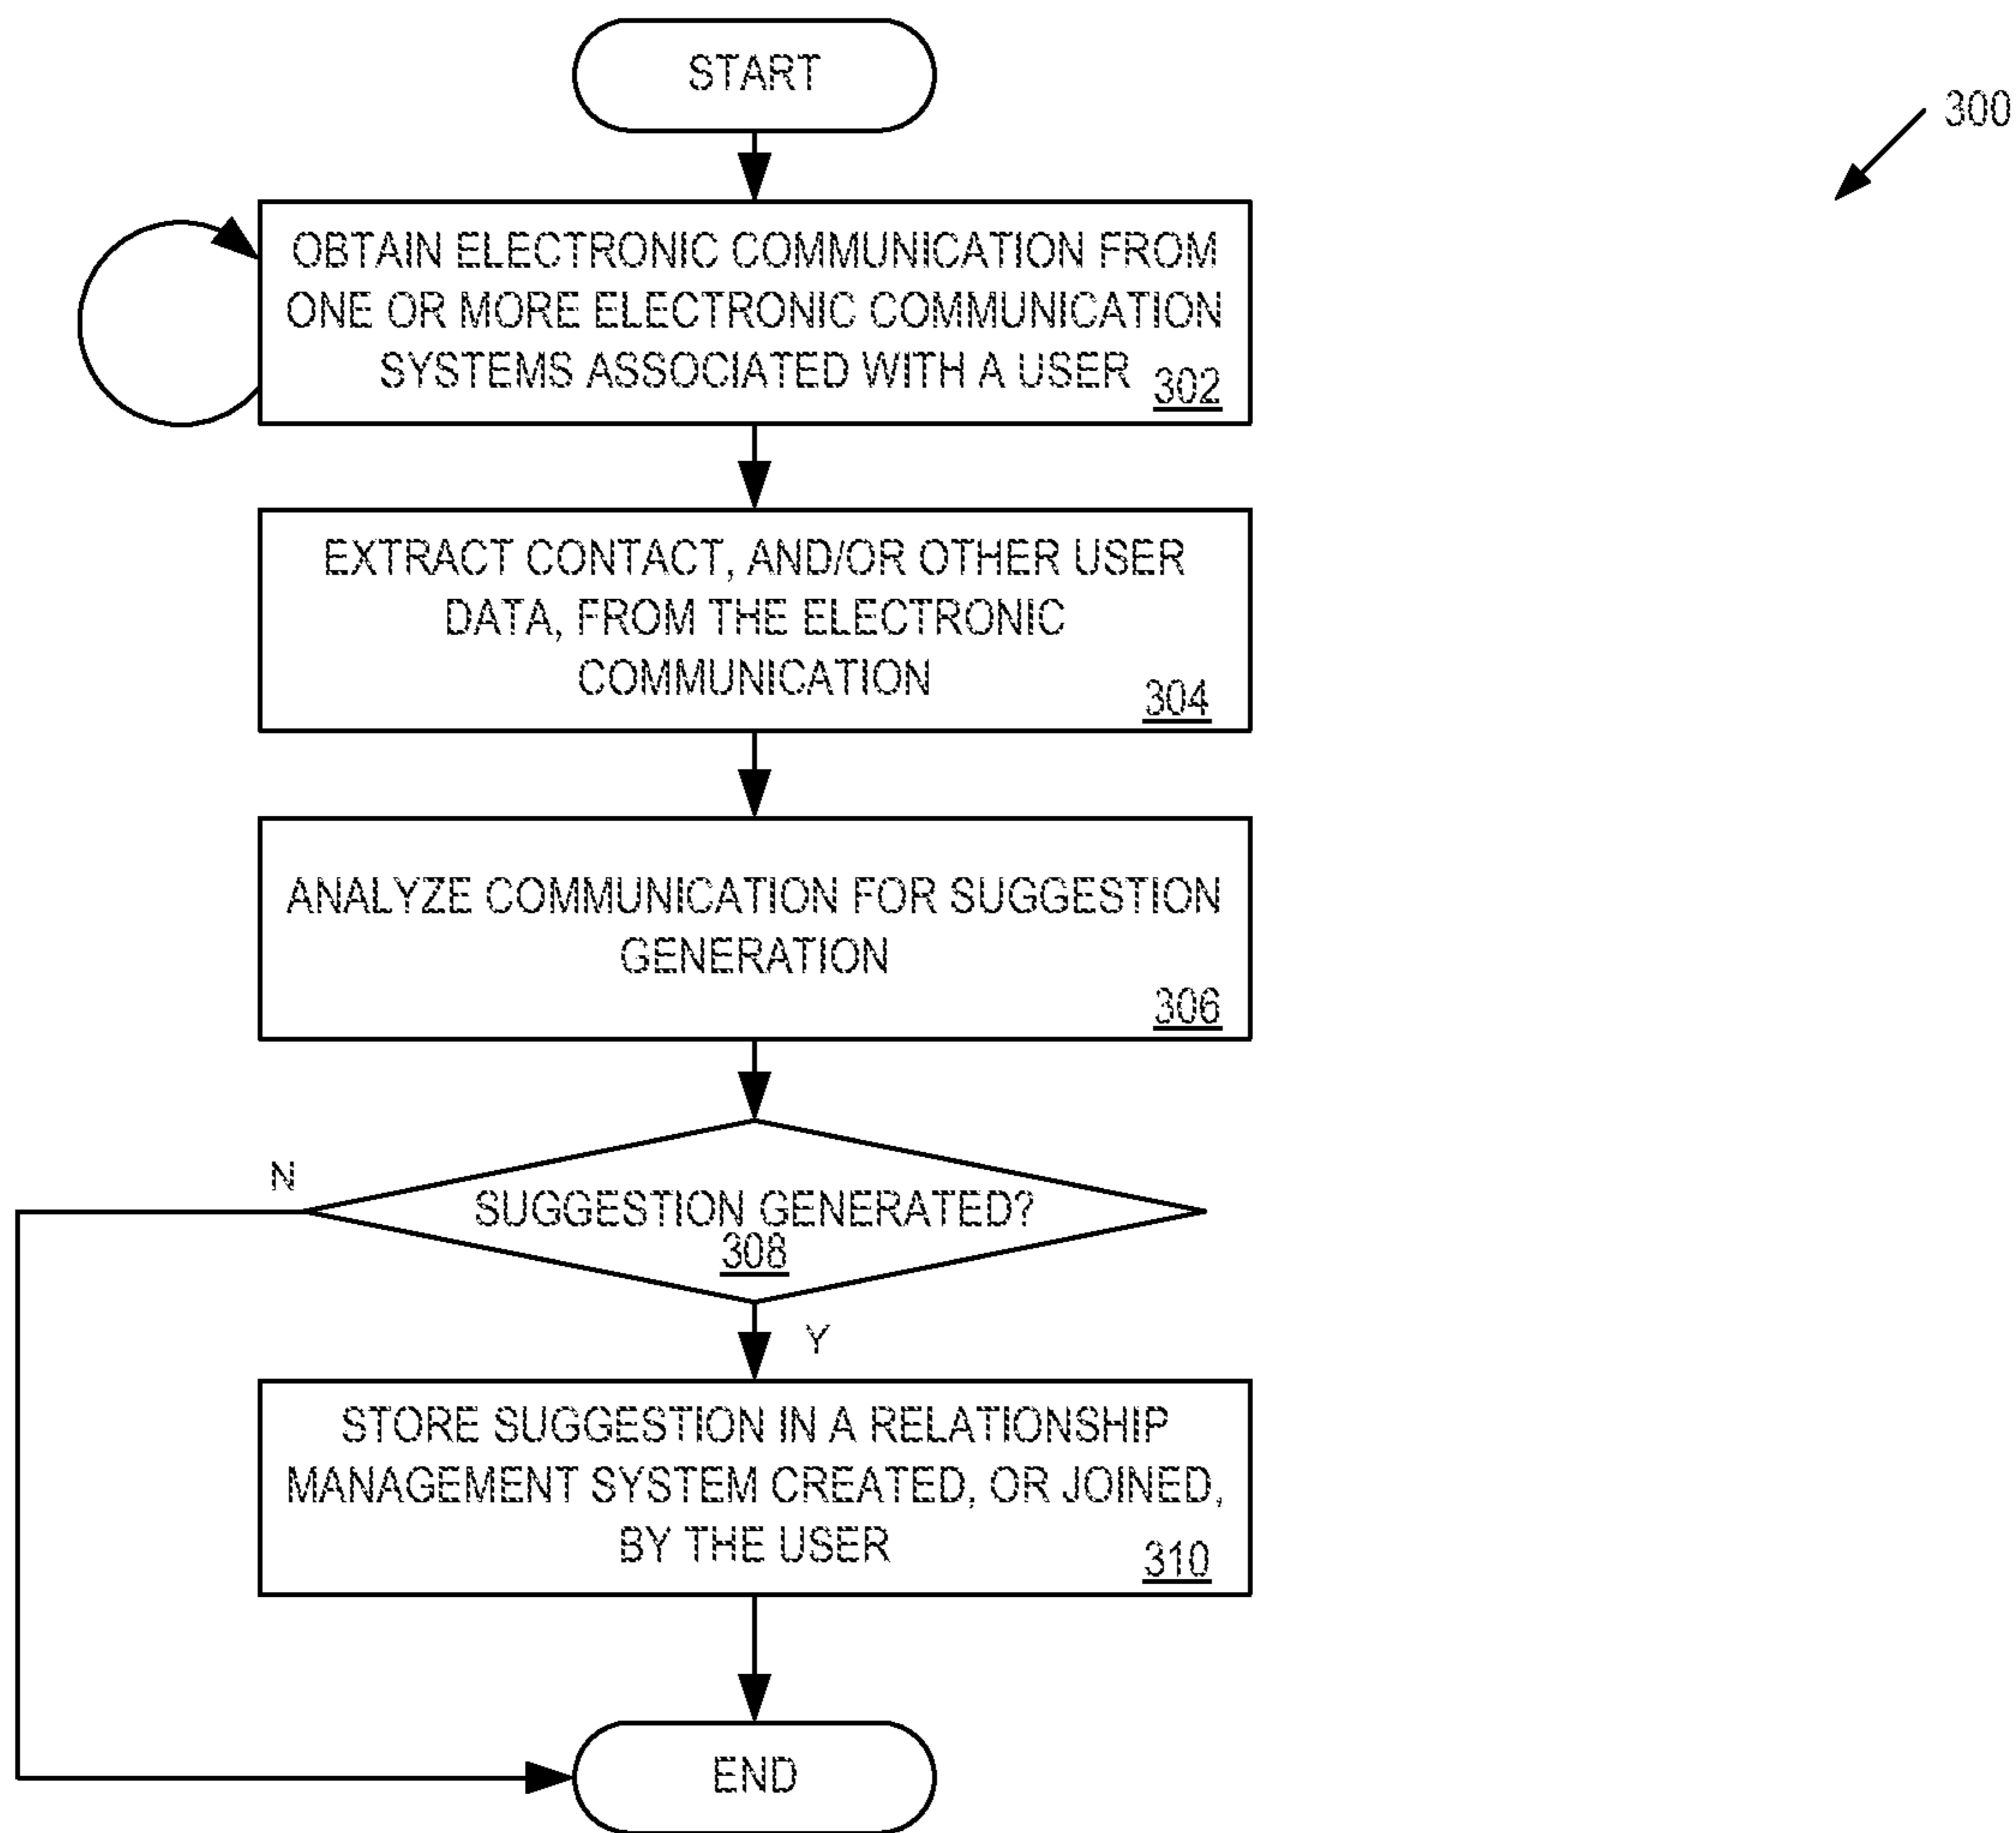 START
300
OBTAIN ELECTRONIC COMMUNICATION FROM
ONE OR MORE ELECTRONIC COMMUNICATION
SYSTEMS ASSOCIATED WITH A USER
302
EXTRACT CONTACT, AND/OR OTHER USER
DATA, FROM THE ELECTRONIC
COMMUNICATION
304
ANALYZE COMMUNICATION FOR SUGGESTION
GENERATION
306
N
SUGGESTION GENERATED?
308
Y
STORE SUGGESTION IN A RELATIONSHIP
MANAGEMENT SYSTEM CREATED, OR JOINED,
BY THE USER
310
END